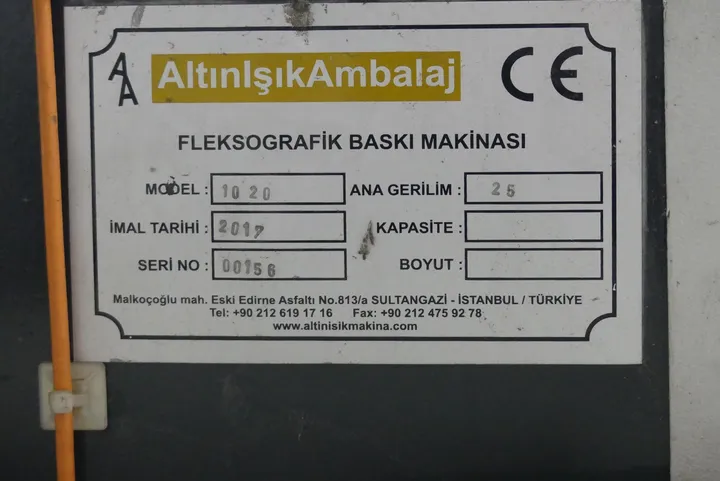 AA AltınIşıkAmbalaj CE
FLEKSOGRAFİK BASKI MAKİNASI
MODEL : 10 20 ANA GERİLİM : 25
İMAL TARİHİ : 2017 KAPASİTE :
SERİ NO : 00156 BOYUT :
Malkoçoğlu mah. Eski Edirne Asfaltı No.813/a SULTANGAZİ - İSTANBUL / TÜRKİYE
Tel: +90 212 619 17 16 Fax: +90 212 475 92 78
www.altinisikmakina.com